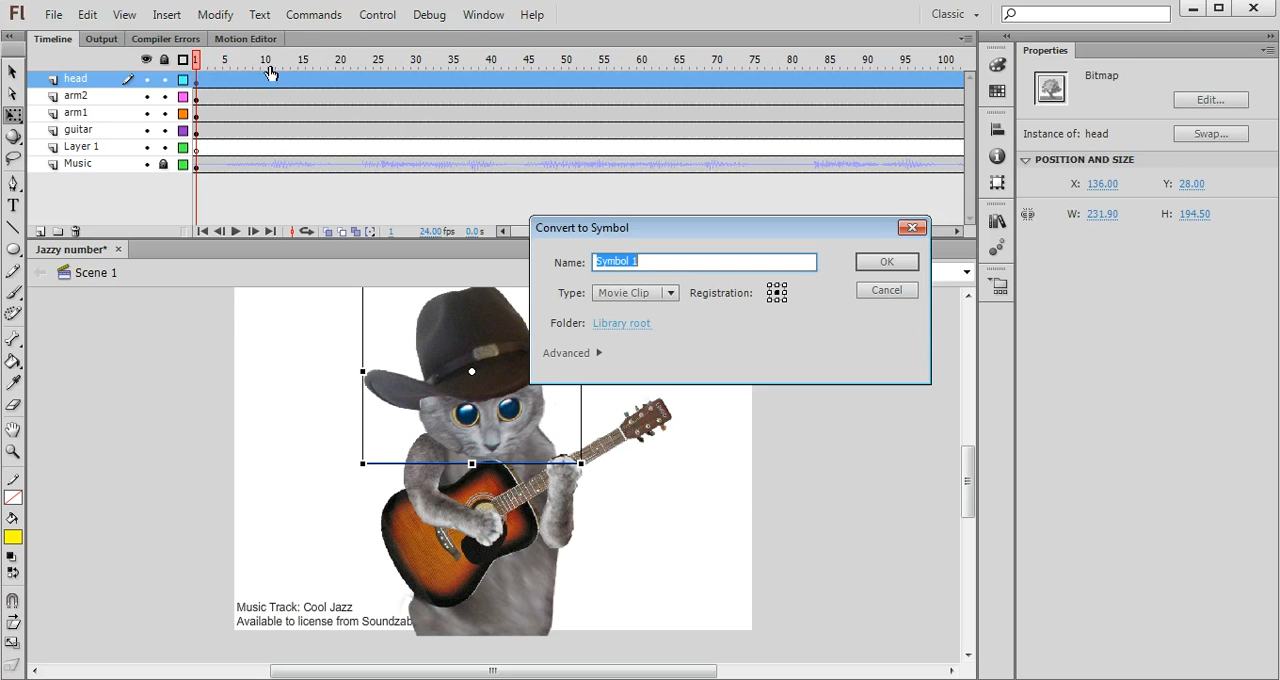 Fl File Edit View Insert Modify Text Commands Control Debug Window Help Classic
Timeline Output Compiler Errors Motion Editor
1 5 10 15 20 25 30 35 40 45 50 55 60 65 70 75 80 85 90 95 100
head
arm2
arm1
guitar
Layer 1
Music
1 24.00 fps 0.0 s
Jazzy number*
Scene 1
Convert to Symbol
Name: Symbol 1 OK
Type: Movie Clip Registration: Cancel
Folder: Library root
Advanced
Music Track: Cool Jazz
Available to license from Soundzab
Properties
Bitmap
Edit...
Instance of: head Swap...
POSITION AND SIZE
X: 136.00 Y: 28.00
W: 231.90 H: 194.50